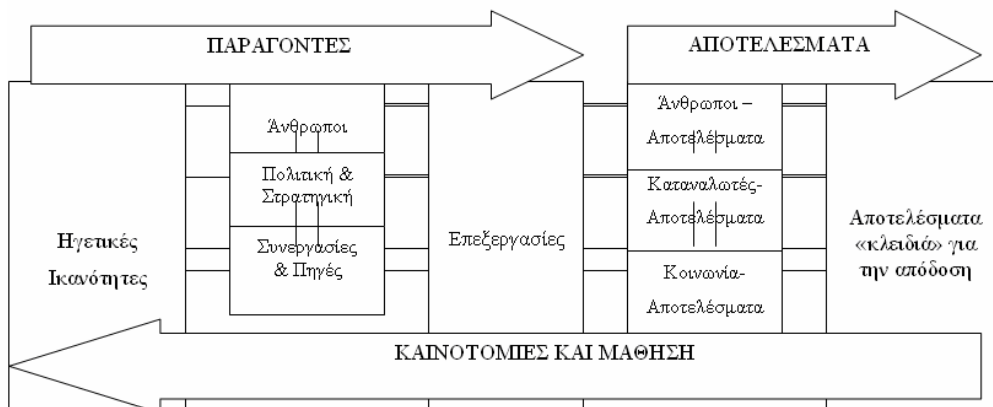 ΠΑΡΑΓΟΝΤΕΣ
ΑΠΟΤΕΛΕΣΜΑΤΑ
Ηγετικές
Ικανότητες
Άνθρωποι
Πολιτική &
Στρατηγική
Συνεργασίες
& Πηγές
Επεξεργασίες
Άνθρωποι –
Αποτελέσματα
Καταναλωτές-
Αποτελέσματα
Κοινωνία-
Αποτελέσματα
Αποτελέσματα
«κλειδιά» για
την απόδοση
ΚΑΙΝΟΤΟΜΙΕΣ ΚΑΙ ΜΑΘΗΣΗ